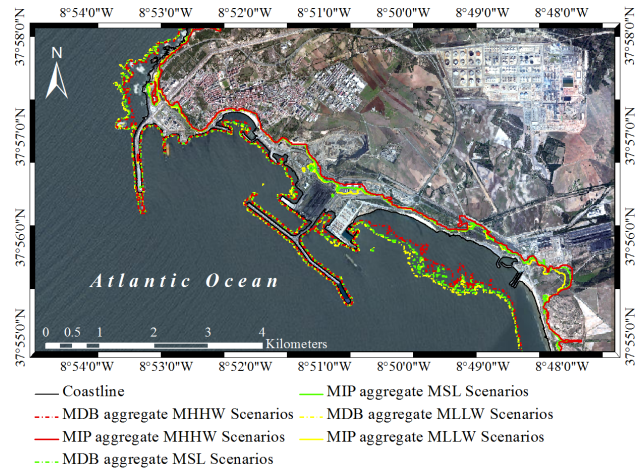 8°54'0"W 8°53'0"W 8°52'0"W 8°51'0"W 8°50'0"W 8°49'0"W 8°48'0"W
37°58'0"N 37°58'0"N
N
37°57'0"N 37°57'0"N
37°56'0"N 37°56'0"N
Atlantic Ocean
37°55'0"N 37°55'0"N
0 0.5 1 2 3 4
Kilometers
8°54'0"W 8°53'0"W 8°52'0"W 8°51'0"W 8°50'0"W 8°49'0"W 8°48'0"W
Coastline
MDB aggregate MHHW Scenarios
MIP aggregate MHHW Scenarios
MDB aggregate MSL Scenarios
MIP aggregate MSL Scenarios
MDB aggregate MLLW Scenarios
MIP aggregate MLLW Scenarios